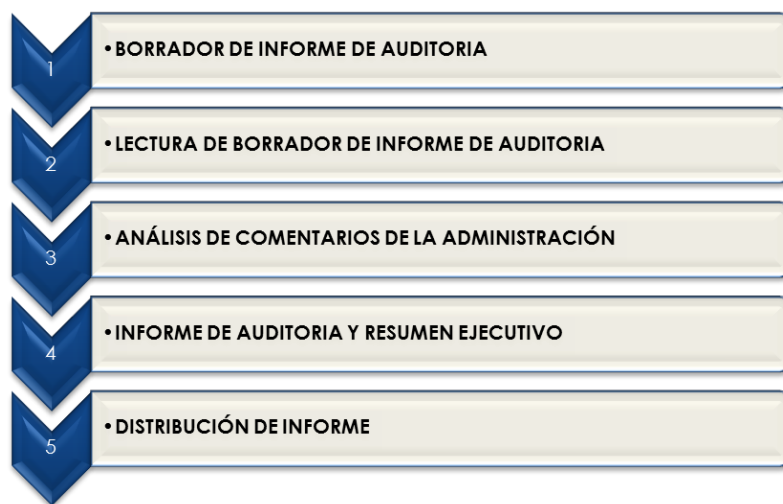 1
• BORRADOR DE INFORME DE AUDITORIA
2
• LECTURA DE BORRADOR DE INFORME DE AUDITORIA
3
• ANÁLISIS DE COMENTARIOS DE LA ADMINISTRACIÓN
4
• INFORME DE AUDITORIA Y RESUMEN EJECUTIVO
5
• DISTRIBUCIÓN DE INFORME